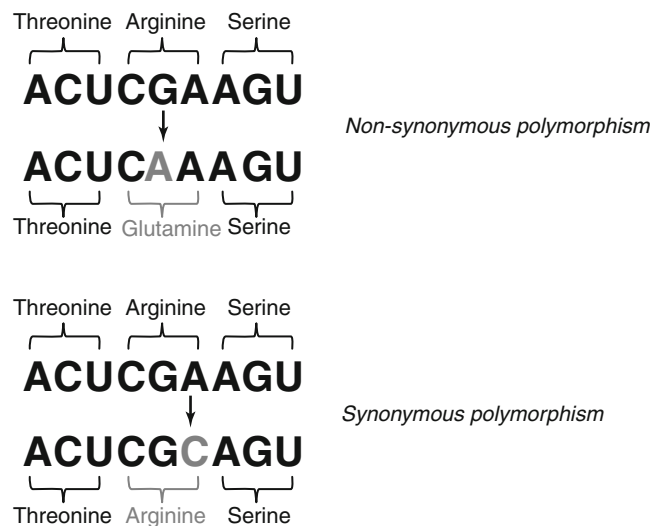 Threonine Arginine Serine
ACUCGAAGU
Non-synonymous polymorphism
ACUCAAAGU
Threonine Glutamine Serine
Threonine Arginine Serine
ACUCGAAGU
Synonymous polymorphism
ACUCGCAGU
Threonine Arginine Serine